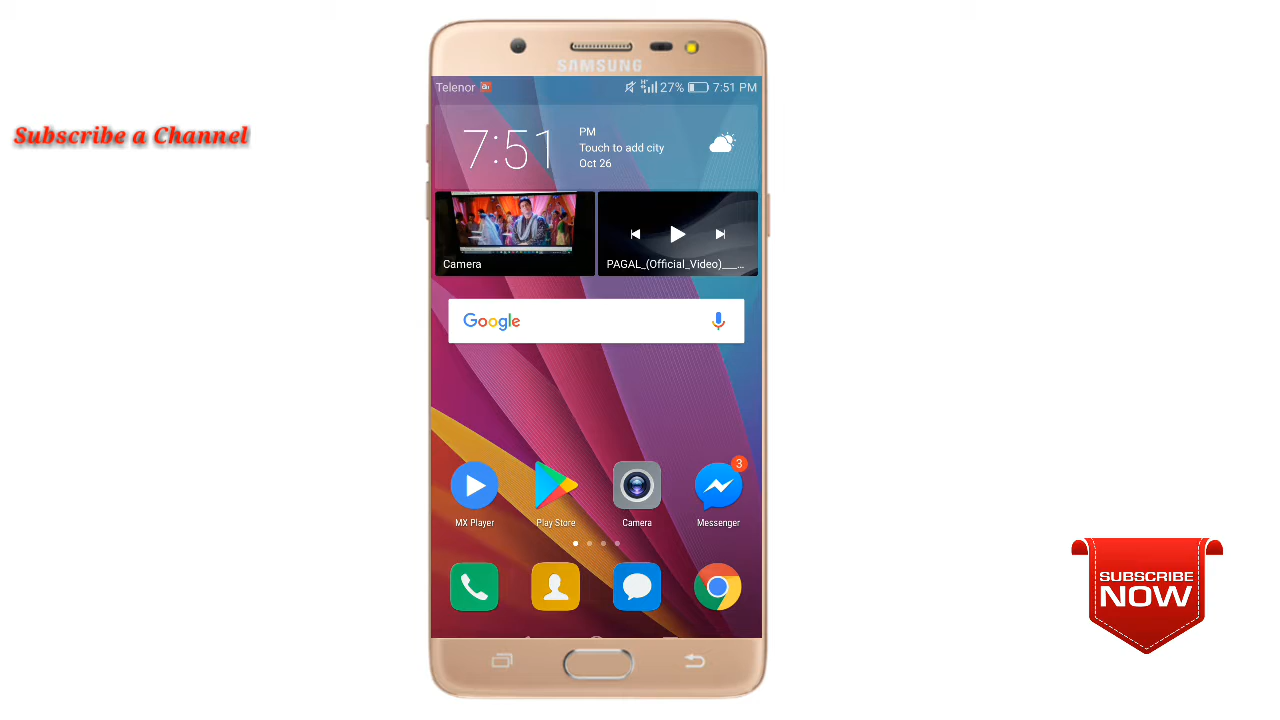 SAMSUNG
Telenor
27% 7:51 PM
Subscribe a Channel
7:51
PM
Touch to add city
Oct 26
Camera
PAGAL_(Official_Video)___...
Google
3
MX Player
Play Store
Camera
Messenger
SUBSCRIBE
NOW